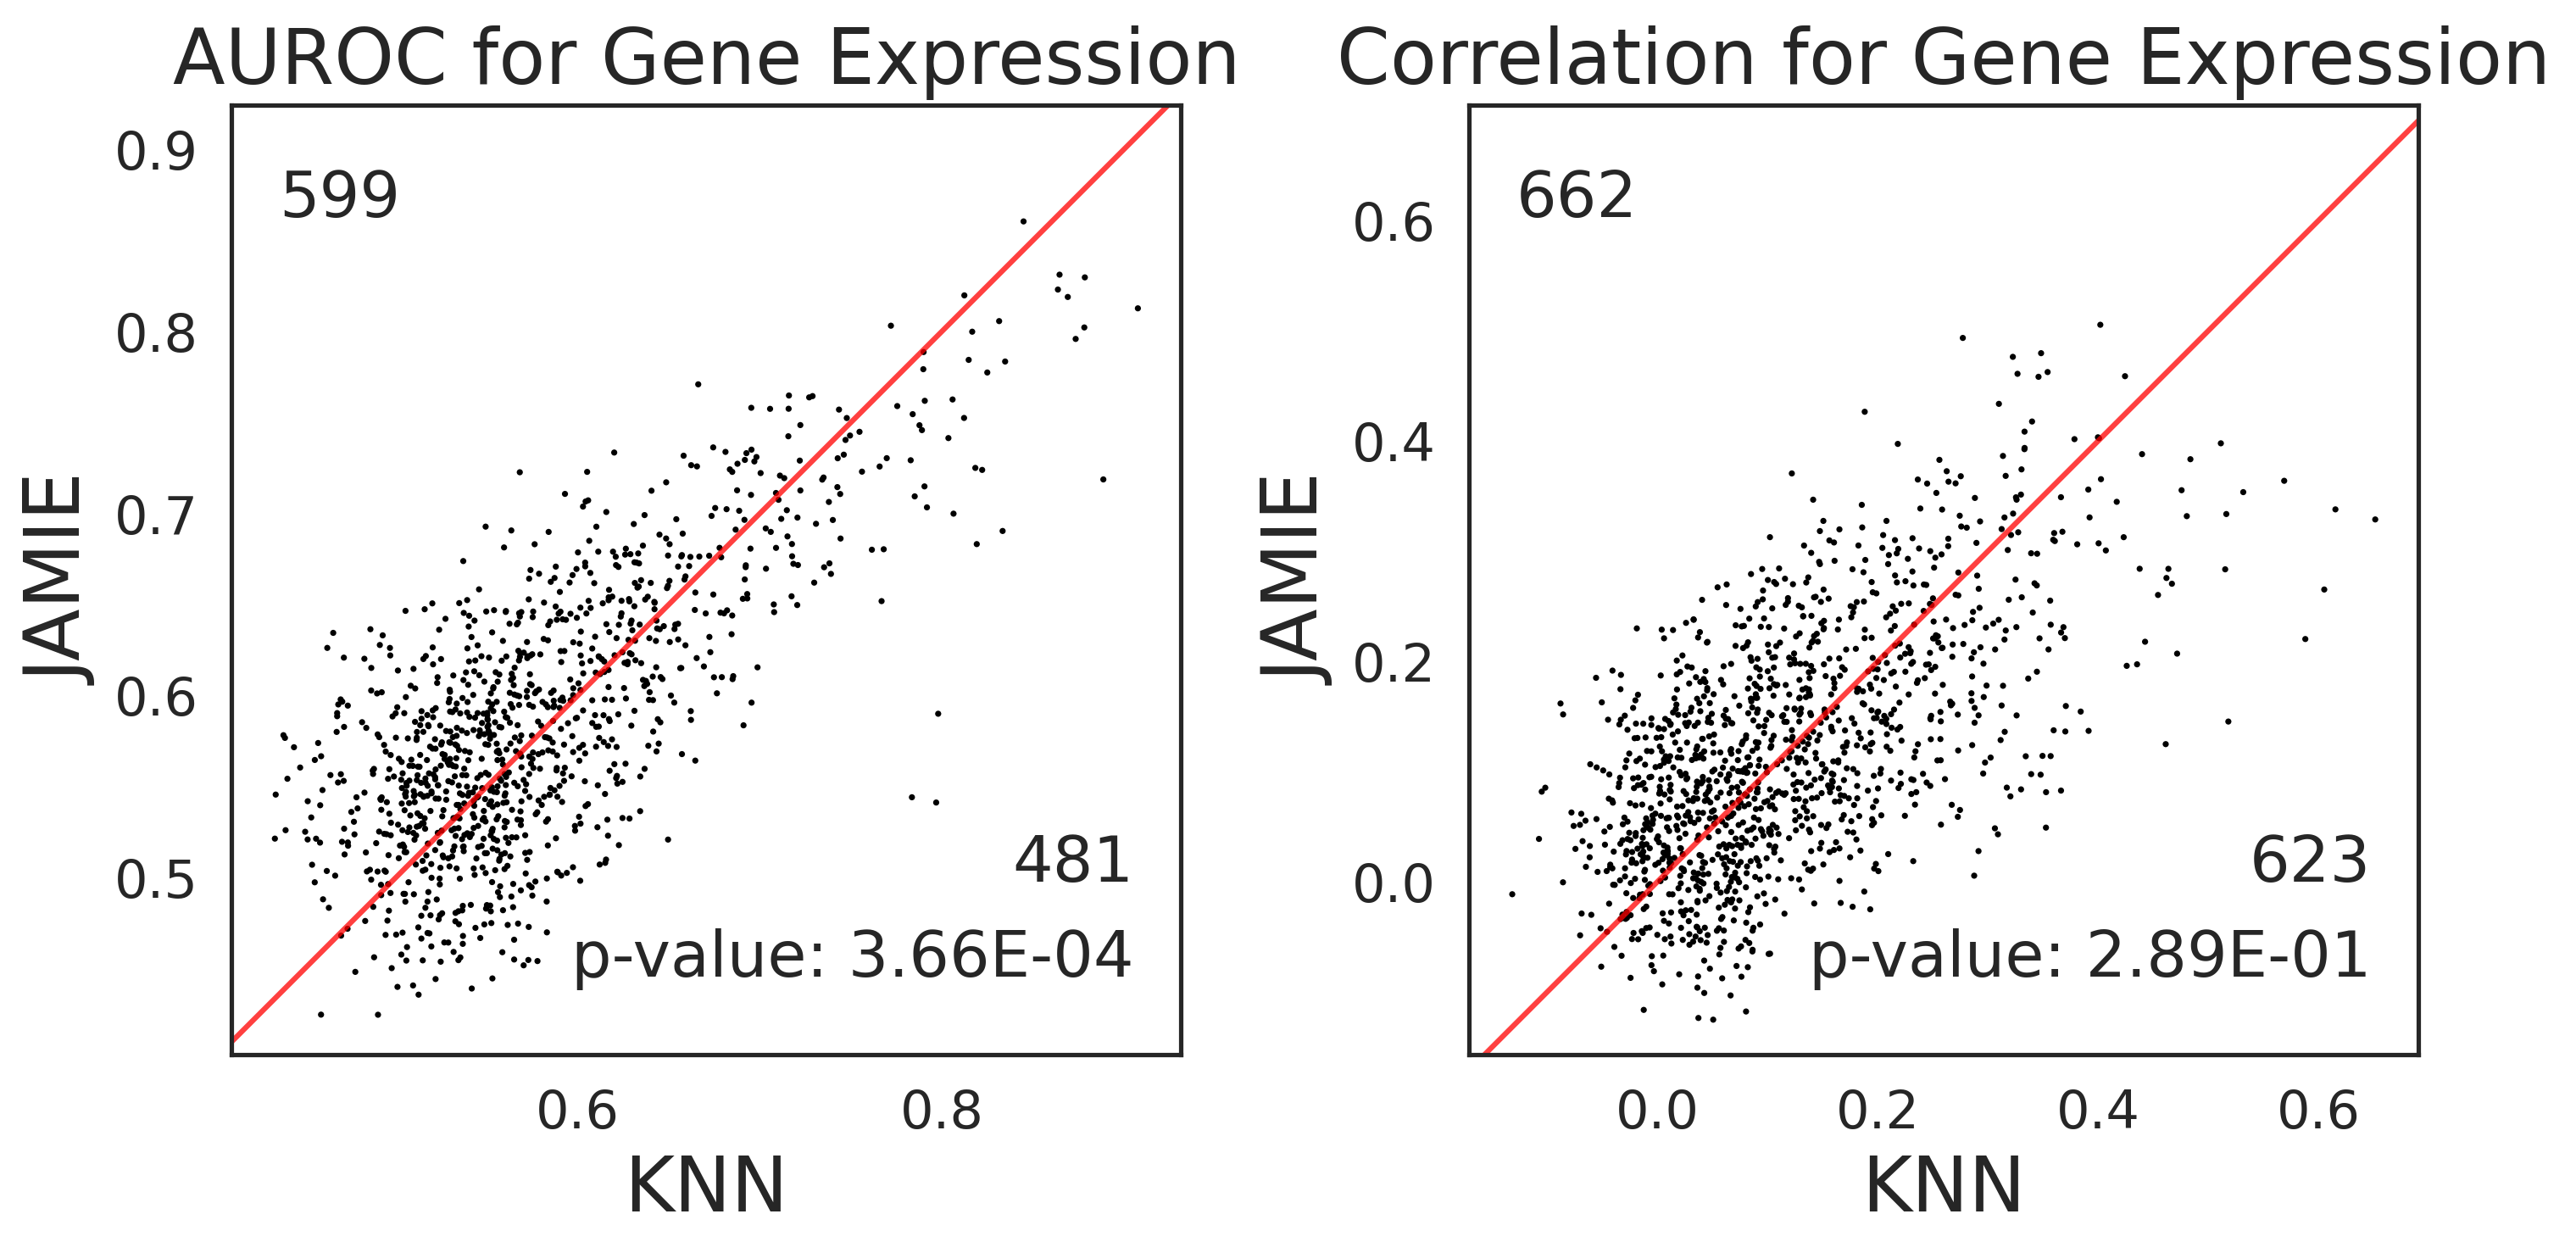 AUROC for Gene Expression
0.9
0.8
0.7
0.6
0.5
JAMIE
599
481
p-value: 3.66E-04
0.6
0.8
KNN
Correlation for Gene Expression
0.6
0.4
0.2
0.0
JAMIE
662
623
p-value: 2.89E-01
0.0
0.2
0.4
0.6
KNN